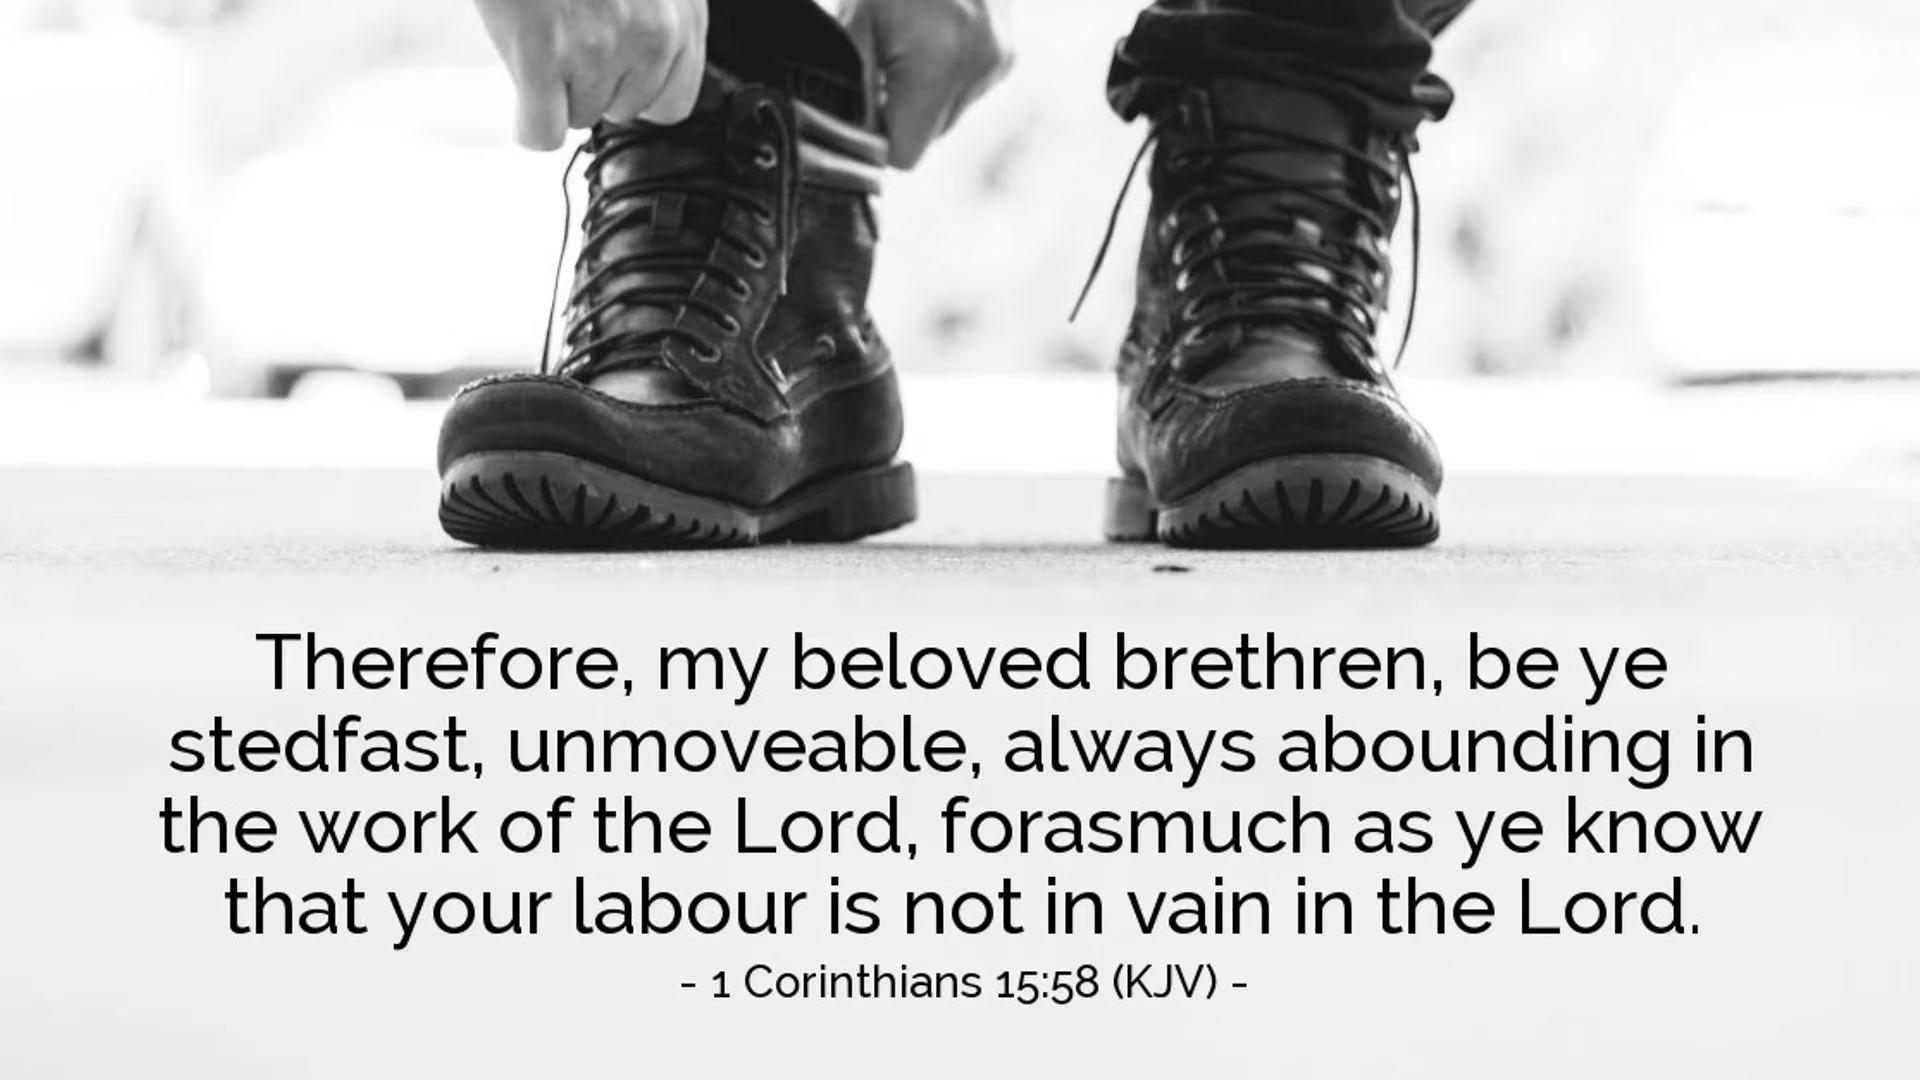 Therefore, my beloved brethren, be ye
stedfast, unmoveable, always abounding in
the work of the Lord, forasmuch as ye know
that your labour is not in vain in the Lord.
- 1 Corinthians 15:58 (KJV) -